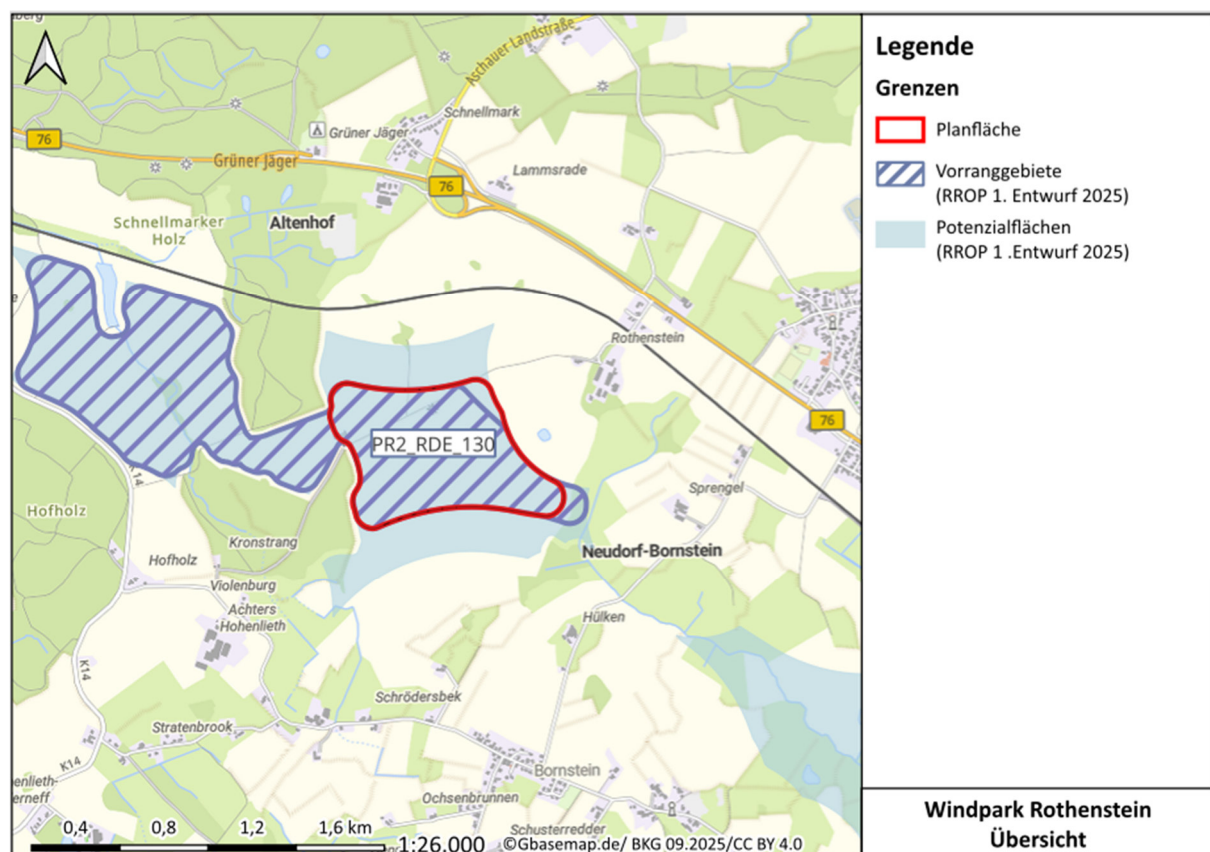 Aschauer Landstraße
Schnellmark
76
Grüner Jäger
Grüner Jäger
76
Lammsrade
Schnellmarker
Holz
Altenhof
Rothenstein
76
PR2_RDE_130
K 14
Sprengel
Hofholz
Kronstrang
Neudorf-Bornstein
Hofholz
Violenburg
Achters
Hohenlieth
Hülken
K14
Schrödersbek
Stratenbrook
K14
Bornstein
Ochsenbrunnen
Schusterredder
0,4 0,8 1,2 1,6 km
1:26.000 ©Gbasemap.de/ BKG 09.2025/CC BY 4.0
Legende
Grenzen
Planfläche
Vorranggebiete
(RROP 1. Entwurf 2025)
Potenzialflächen
(RROP 1 .Entwurf 2025)
Windpark Rothenstein
Übersicht